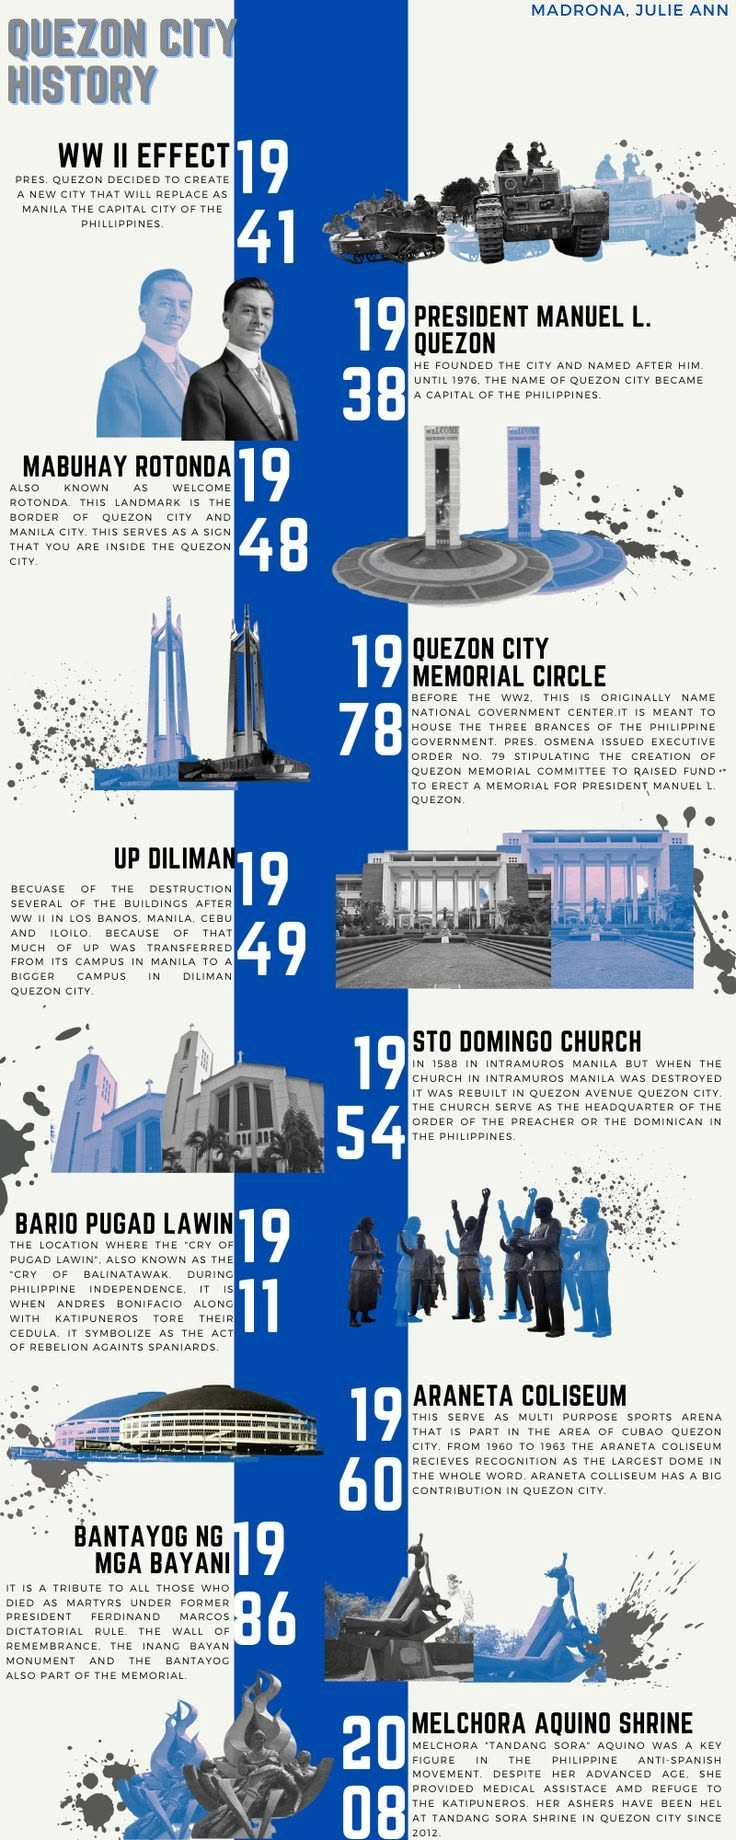 MADRONA, JULIE ANN
QUEZON CITY
HISTORY
WW II EFFECT
PRES. QUEZON DECIDED TO CREATE
A NEW CITY THAT WILL REPLACE AS
MANILA THE CAPITAL CITY OF THE
PHILLIPPINES.
19
41
19
38
PRESIDENT MANUEL L.
QUEZON
HE FOUNDED THE CITY AND NAMED AFTER HIM.
UNTIL 1976, THE NAME OF QUEZON CITY BECAME
A CAPITAL OF THE PHILIPPINES.
MABUHAY ROTONDA
ALSO KNOWN AS WELCOME
ROTONDA. THIS LANDMARK IS THE
BORDER OF QUEZON CITY AND
MANILA CITY. THIS SERVES AS A SIGN
THAT YOU ARE INSIDE THE QUEZON
CITY.
19
48
WELCOME
QUEZON CITY
WELCOME
QUEZON CITY
19
78
QUEZON CITY
MEMORIAL CIRCLE
BEFORE THE WW2, THIS IS ORIGINALLY NAME
NATIONAL GOVERNMENT CENTER.IT IS MEANT TO
HOUSE THE THREE BRANCES OF THE PHILIPPINE
GOVERNMENT. PRES. OSMENA ISSUED EXECUTIVE
ORDER NO. 79 STIPULATING THE CREATION OF
QUEZON MEMORIAL COMMITTEE TO RAISED FUND
TO ERECT A MEMORIAL FOR PRESIDENT MANUEL L.
QUEZON.
UP DILIMAN
BECUASE OF THE DESTRUCTION
SEVERAL OF THE BUILDINGS AFTER
WW II IN LOS BANOS, MANILA, CEBU
AND ILOILO. BECAUSE OF THAT
MUCH OF UP WAS TRANSFERRED
FROM ITS CAMPUS IN MANILA TO A
BIGGER CAMPUS IN DILIMAN
QUEZON CITY.
19
49
19
54
STO DOMINGO CHURCH
IN 1588 IN INTRAMUROS MANILA BUT WHEN THE
CHURCH IN INTRAMUROS MANILA WAS DESTROYED
IT WAS REBUILT IN QUEZON AVENUE QUEZON CITY.
THE CHURCH SERVE AS THE HEADQUARTER OF THE
ORDER OF THE PREACHER OR THE DOMINICAN IN
THE PHILIPPINES.
BARIO PUGAD LAWIN
THE LOCATION WHERE THE "CRY OF
PUGAD LAWIN", ALSO KNOWN AS THE
"CRY OF BALINATAWAK. DURING
PHILIPPINE INDEPENDENCE, IT IS
WHEN ANDRES BONIFACIO ALONG
WITH KATIPUNEROS TORE THEIR
CEDULA. IT SYMBOLIZE AS THE ACT
OF REBELION AGAINTS SPANIARDS.
19
11
19
60
ARANETA COLISEUM
THIS SERVE AS MULTI PURPOSE SPORTS ARENA
THAT IS PART IN THE AREA OF CUBAO QUEZON
CITY. FROM 1960 TO 1963 THE ARANETA COLISEUM
RECIEVES RECOGNITION AS THE LARGEST DOME IN
THE WHOLE WORD. ARANETA COLLISEUM HAS A BIG
CONTRIBUTION IN QUEZON CITY.
BANTAYOG NG
MGA BAYANI
IT IS A TRIBUTE TO ALL THOSE WHO
DIED AS MARTYRS UNDER FORMER
PRESIDENT FERDINAND MARCOS
DICTATORIAL RULE. THE WALL OF
REMEMBRANCE, THE INANG BAYAN
MONUMENT AND THE BANTAYOG
ALSO PART OF THE MEMORIAL.
19
86
20
08
MELCHORA AQUINO SHRINE
MELCHORA "TANDANG SORA" AQUINO WAS A KEY
FIGURE IN THE PHILIPPINE ANTI-SPANISH
MOVEMENT. DESPITE HER ADVANCED AGE, SHE
PROVIDED MEDICAL ASSISTACE AMD REFUGE TO
THE KATIPUNEROS. HER ASHERS HAVE BEEN HEL
AT TANDANG SORA SHRINE IN QUEZON CITY SINCE
2012.